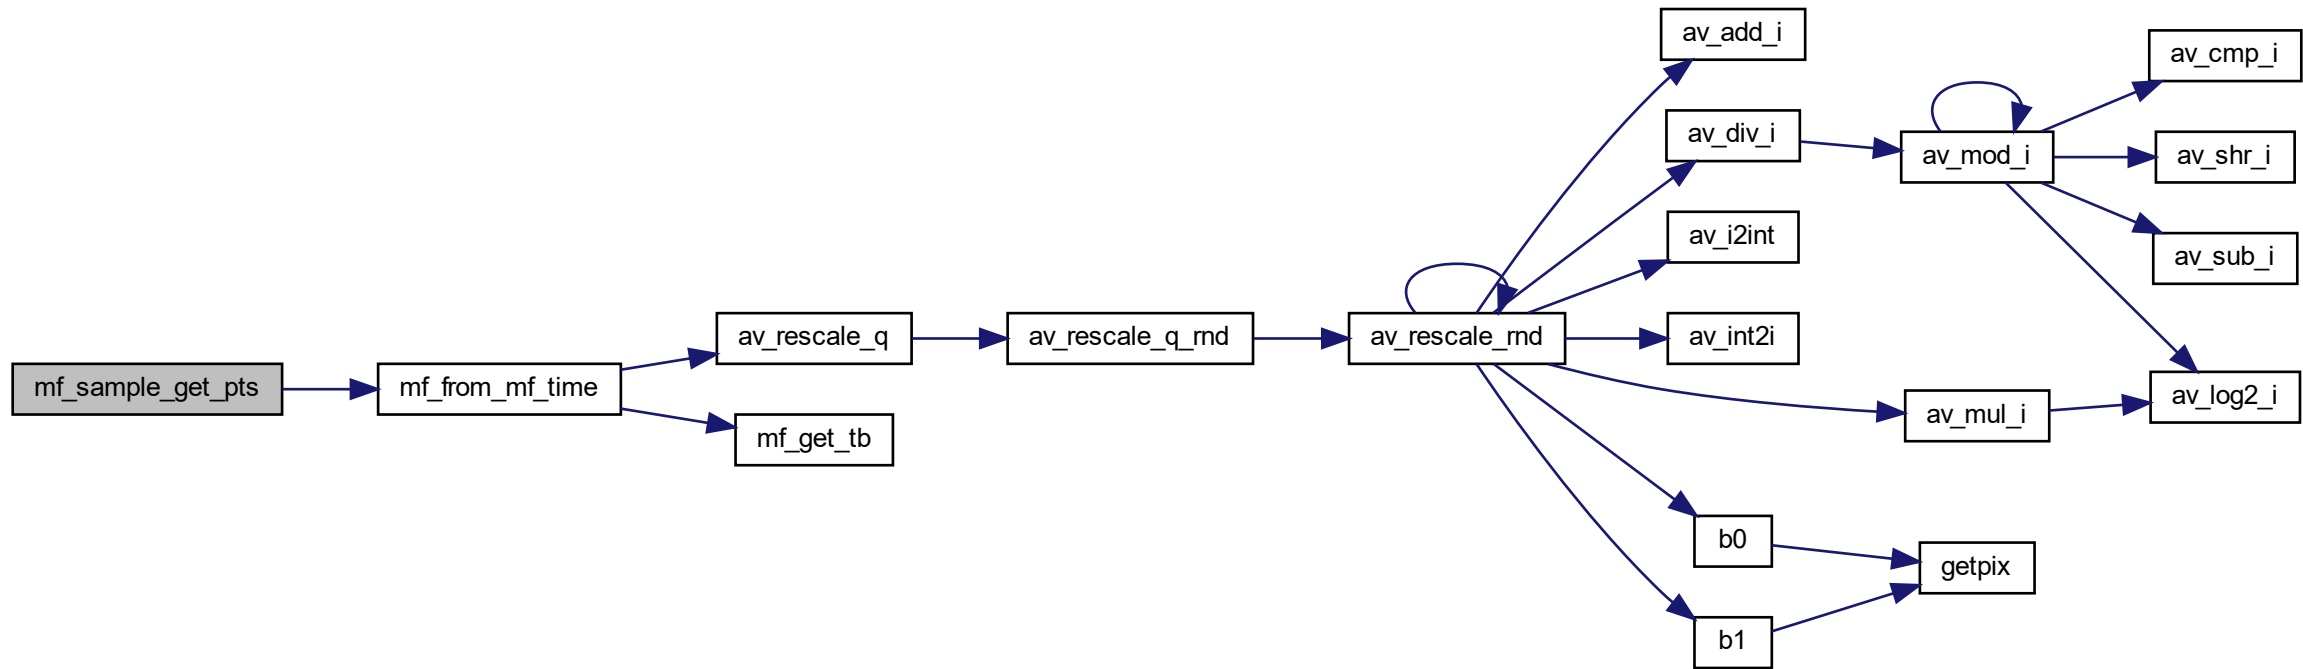 mf_sample_get_pts
mf_from_mf_time
av_rescale_q
mf_get_tb
av_rescale_q_rnd
av_rescale_rnd
av_add_i
av_div_i
av_i2int
av_int2i
av_mul_i
b0
b1
av_mod_i
getpix
av_cmp_i
av_shr_i
av_sub_i
av_log2_i